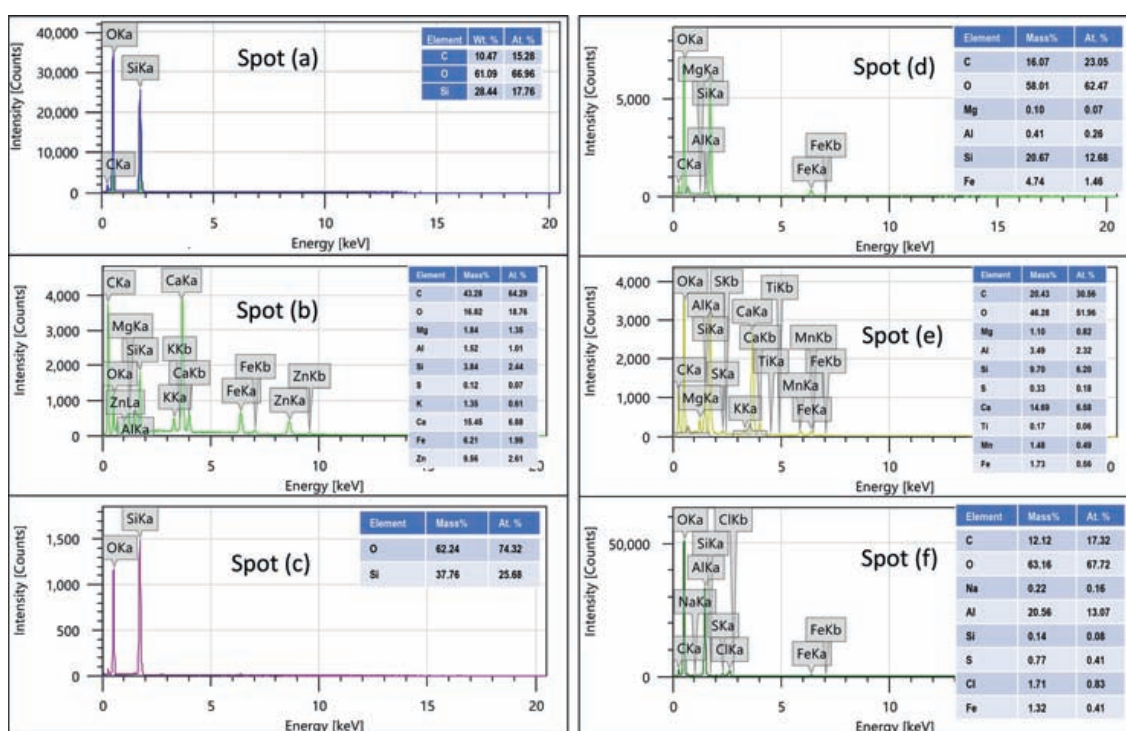 Spot (a)
Intensity [Counts]
40,000
30,000
20,000
10,000
0
OKa
SiKa
CKa
0 5 10 15 20
Energy [keV]
Element Wt. % At. %
C 10.47 15.28
O 61.09 66.96
Si 28.44 17.76
Spot (b)
Intensity [Counts]
4,000
3,000
2,000
1,000
0
CKa CaKa
MgKa
SiKa KKb
OKa CaKb FeKb
ZnLa KKa FeKa ZnKa ZnKb
AlKa
0 5 10 15 20
Energy [keV]
Element Mass% At. %
C 43.28 64.29
O 16.82 18.76
Mg 1.84 1.35
Al 1.52 1.01
Si 3.84 2.44
S 0.12 0.07
K 1.35 0.61
Ca 15.45 6.88
Fe 6.21 1.99
Zn 9.56 2.61
Spot (c)
Intensity [Counts]
1,500
1,000
500
0
SiKa
OKa
0 5 10 15 20
Energy [keV]
Element Mass% At. %
O 62.24 74.32
Si 37.76 25.68
Spot (d)
Intensity [Counts]
5,000
0
OKa
MgKa
SiKa
AlKa
CKa
FeKb
FeKa
0 5 10 15 20
Energy [keV]
Element Mass% At. %
C 16.07 23.05
O 58.01 62.47
Mg 0.10 0.07
Al 0.41 0.26
Si 20.67 12.68
Fe 4.74 1.46
Spot (e)
Intensity [Counts]
4,000
3,000
2,000
1,000
0
OKa SKb TiKb
AlKa CaKa
SiKa CaKb MnKb
CKa SKa TiKa FeKb
MgKa KKa MnKa
FeKa
0 5 10 15 0
Energy [keV]
Element Mass% At. %
C 20.43 30.56
O 46.28 51.96
Mg 1.10 0.82
Al 3.49 2.32
Si 9.70 6.20
S 0.33 0.18
Ca 14.69 6.58
Ti 0.17 0.06
Mn 1.48 0.49
Fe 1.73 0.56
Spot (f)
Intensity [Counts]
50,000
0
OKa ClKb
SiKa
AlKa
NaKa
SKa FeKb
CKa ClKa FeKa
0 5 10
Energy [keV]
Element Mass% At. %
C 12.12 17.32
O 63.16 67.72
Na 0.22 0.16
Al 20.56 13.07
Si 0.14 0.08
S 0.77 0.41
Cl 1.71 0.83
Fe 1.32 0.41